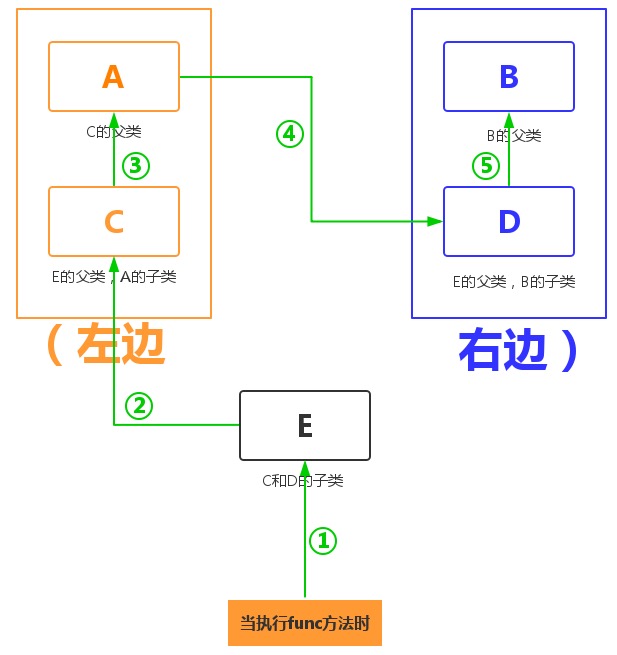 A
B
C的父类
B的父类
④
③
⑤
C
D
E的父类，A的子类
E的父类，B的子类
（左边
右边）
②
E
C和D的子类
①
当执行func方法时